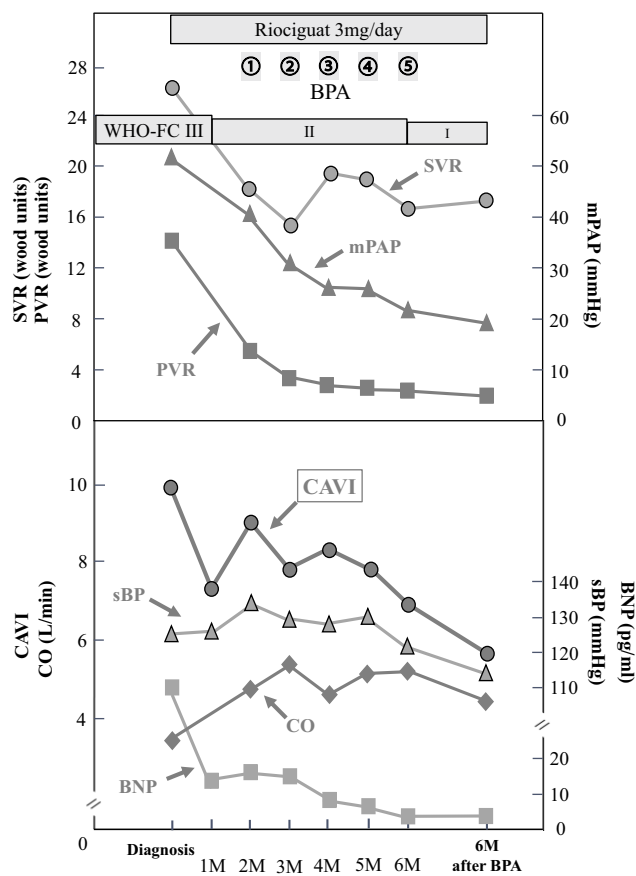 Riociguat 3mg/day
① ② ③ ④ ⑤
BPA
WHO-FC III II I
28
24
20
16
12
8
4
0
SVR (wood units)
PVR (wood units)
60
50
40
30
20
10
0
mPAP (mmHg)
SVR
mPAP
PVR
10
8
6
4
0
CAVI
CO (L/min)
CAVI
sBP
CO
BNP
140
130
120
110
20
10
0
sBP (mmHg)
BNP (pg/ml)
Diagnosis 1M 2M 3M 4M 5M 6M 6M
after BPA